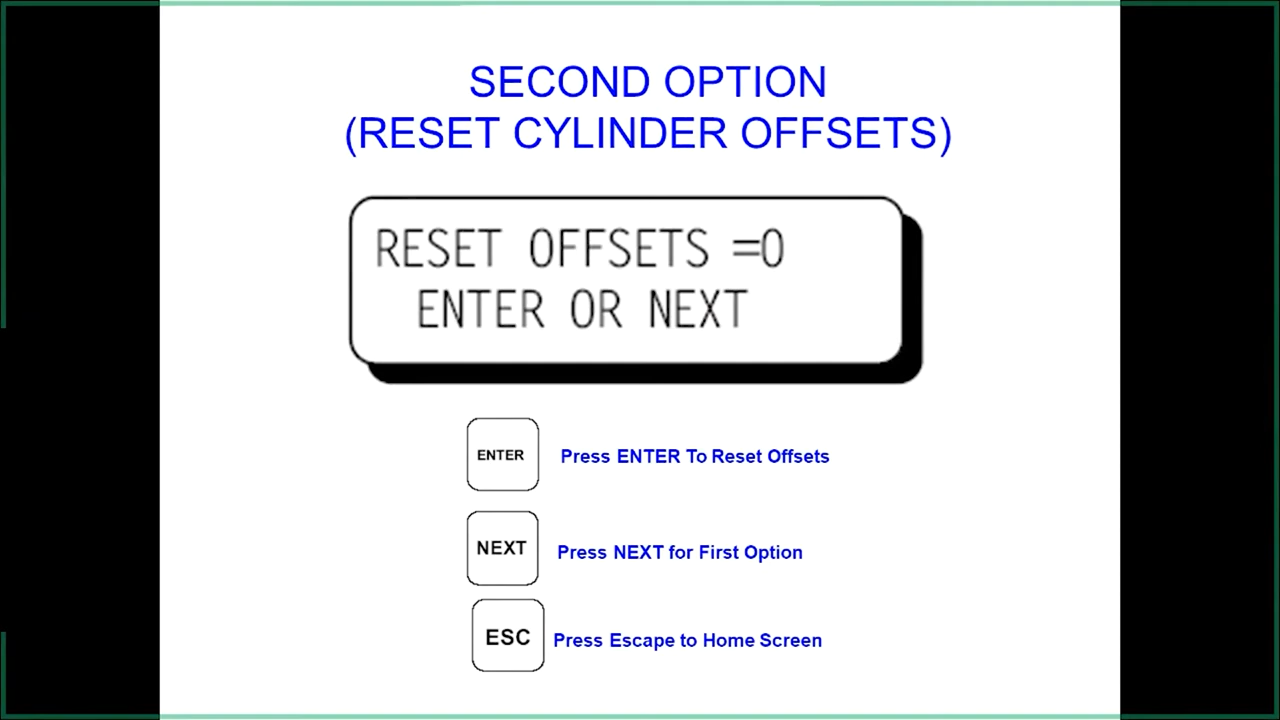 SECOND OPTION
(RESET CYLINDER OFFSETS)
RESET OFFSETS =0
ENTER OR NEXT
ENTER Press ENTER To Reset Offsets
NEXT Press NEXT for First Option
ESC Press Escape to Home Screen